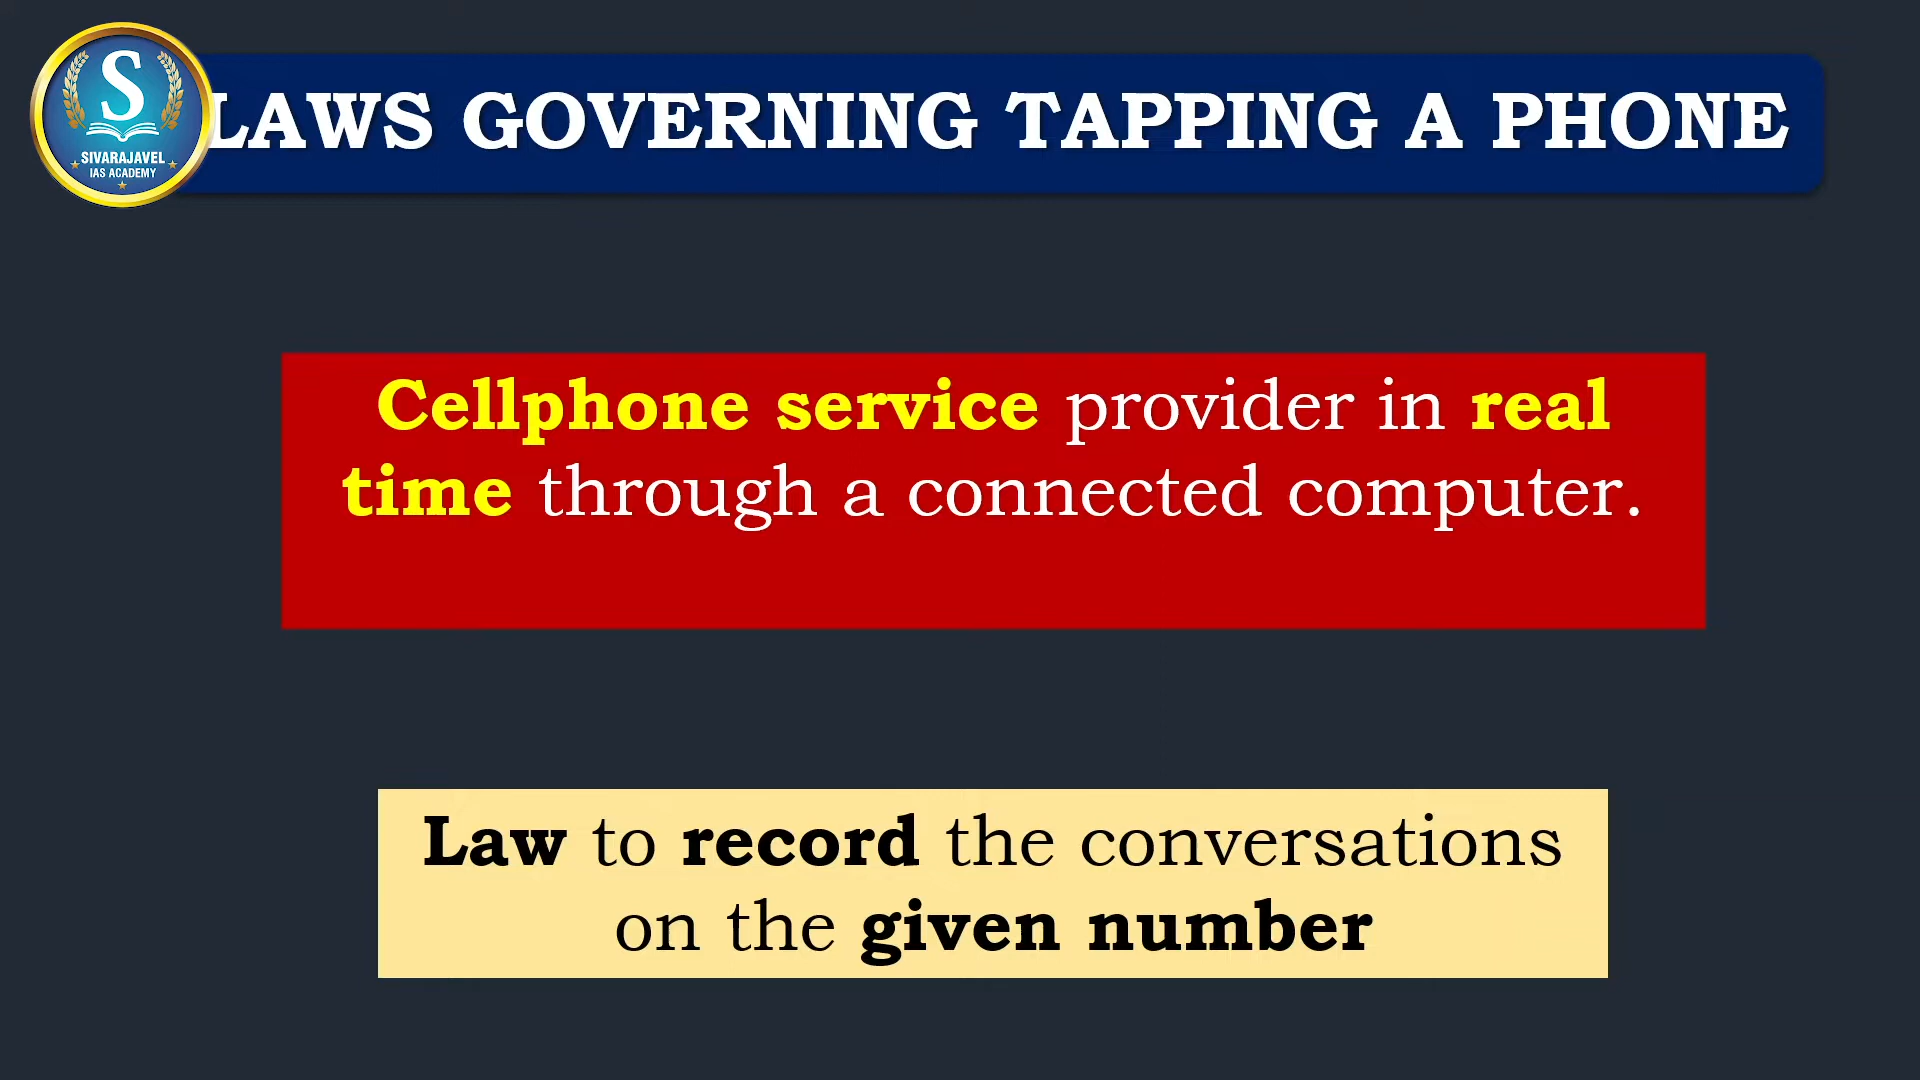 S
SIVARAJAVEL
IAS ACADEMY
LAWS GOVERNING TAPPING A PHONE
Cellphone service provider in real
time through a connected computer.
Law to record the conversations
on the given number